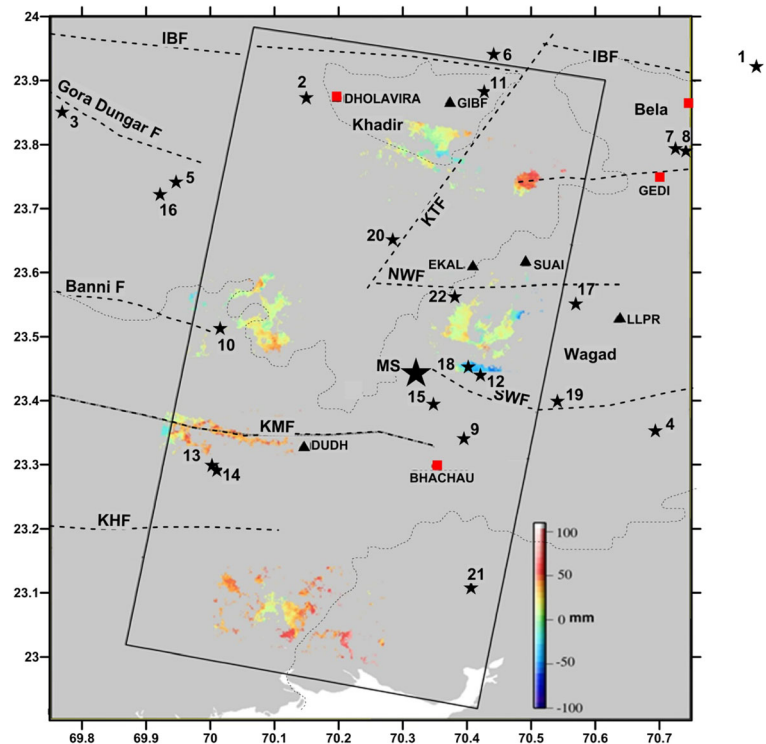 24
IBF
6
IBF
1
23.9
2
11
DHOLAVIRA
GIBF
Gora Dungar F
3
Khadir
Bela
23.8
7
8
5
GEDI
16
23.7
KTF
20
EKAL
SUAI
23.6
NWF
Banni F
22
17
LLPR
10
23.5
Wagad
MS
18
12
SWF
15
19
23.4
KMF
9
4
DUDH
13
14
23.3
BHACHAU
KHF
23.2
100
50
21
23.1
0 mm
-50
23
-100
69.8
69.9
70
70.1
70.2
70.3
70.4
70.5
70.6
70.7